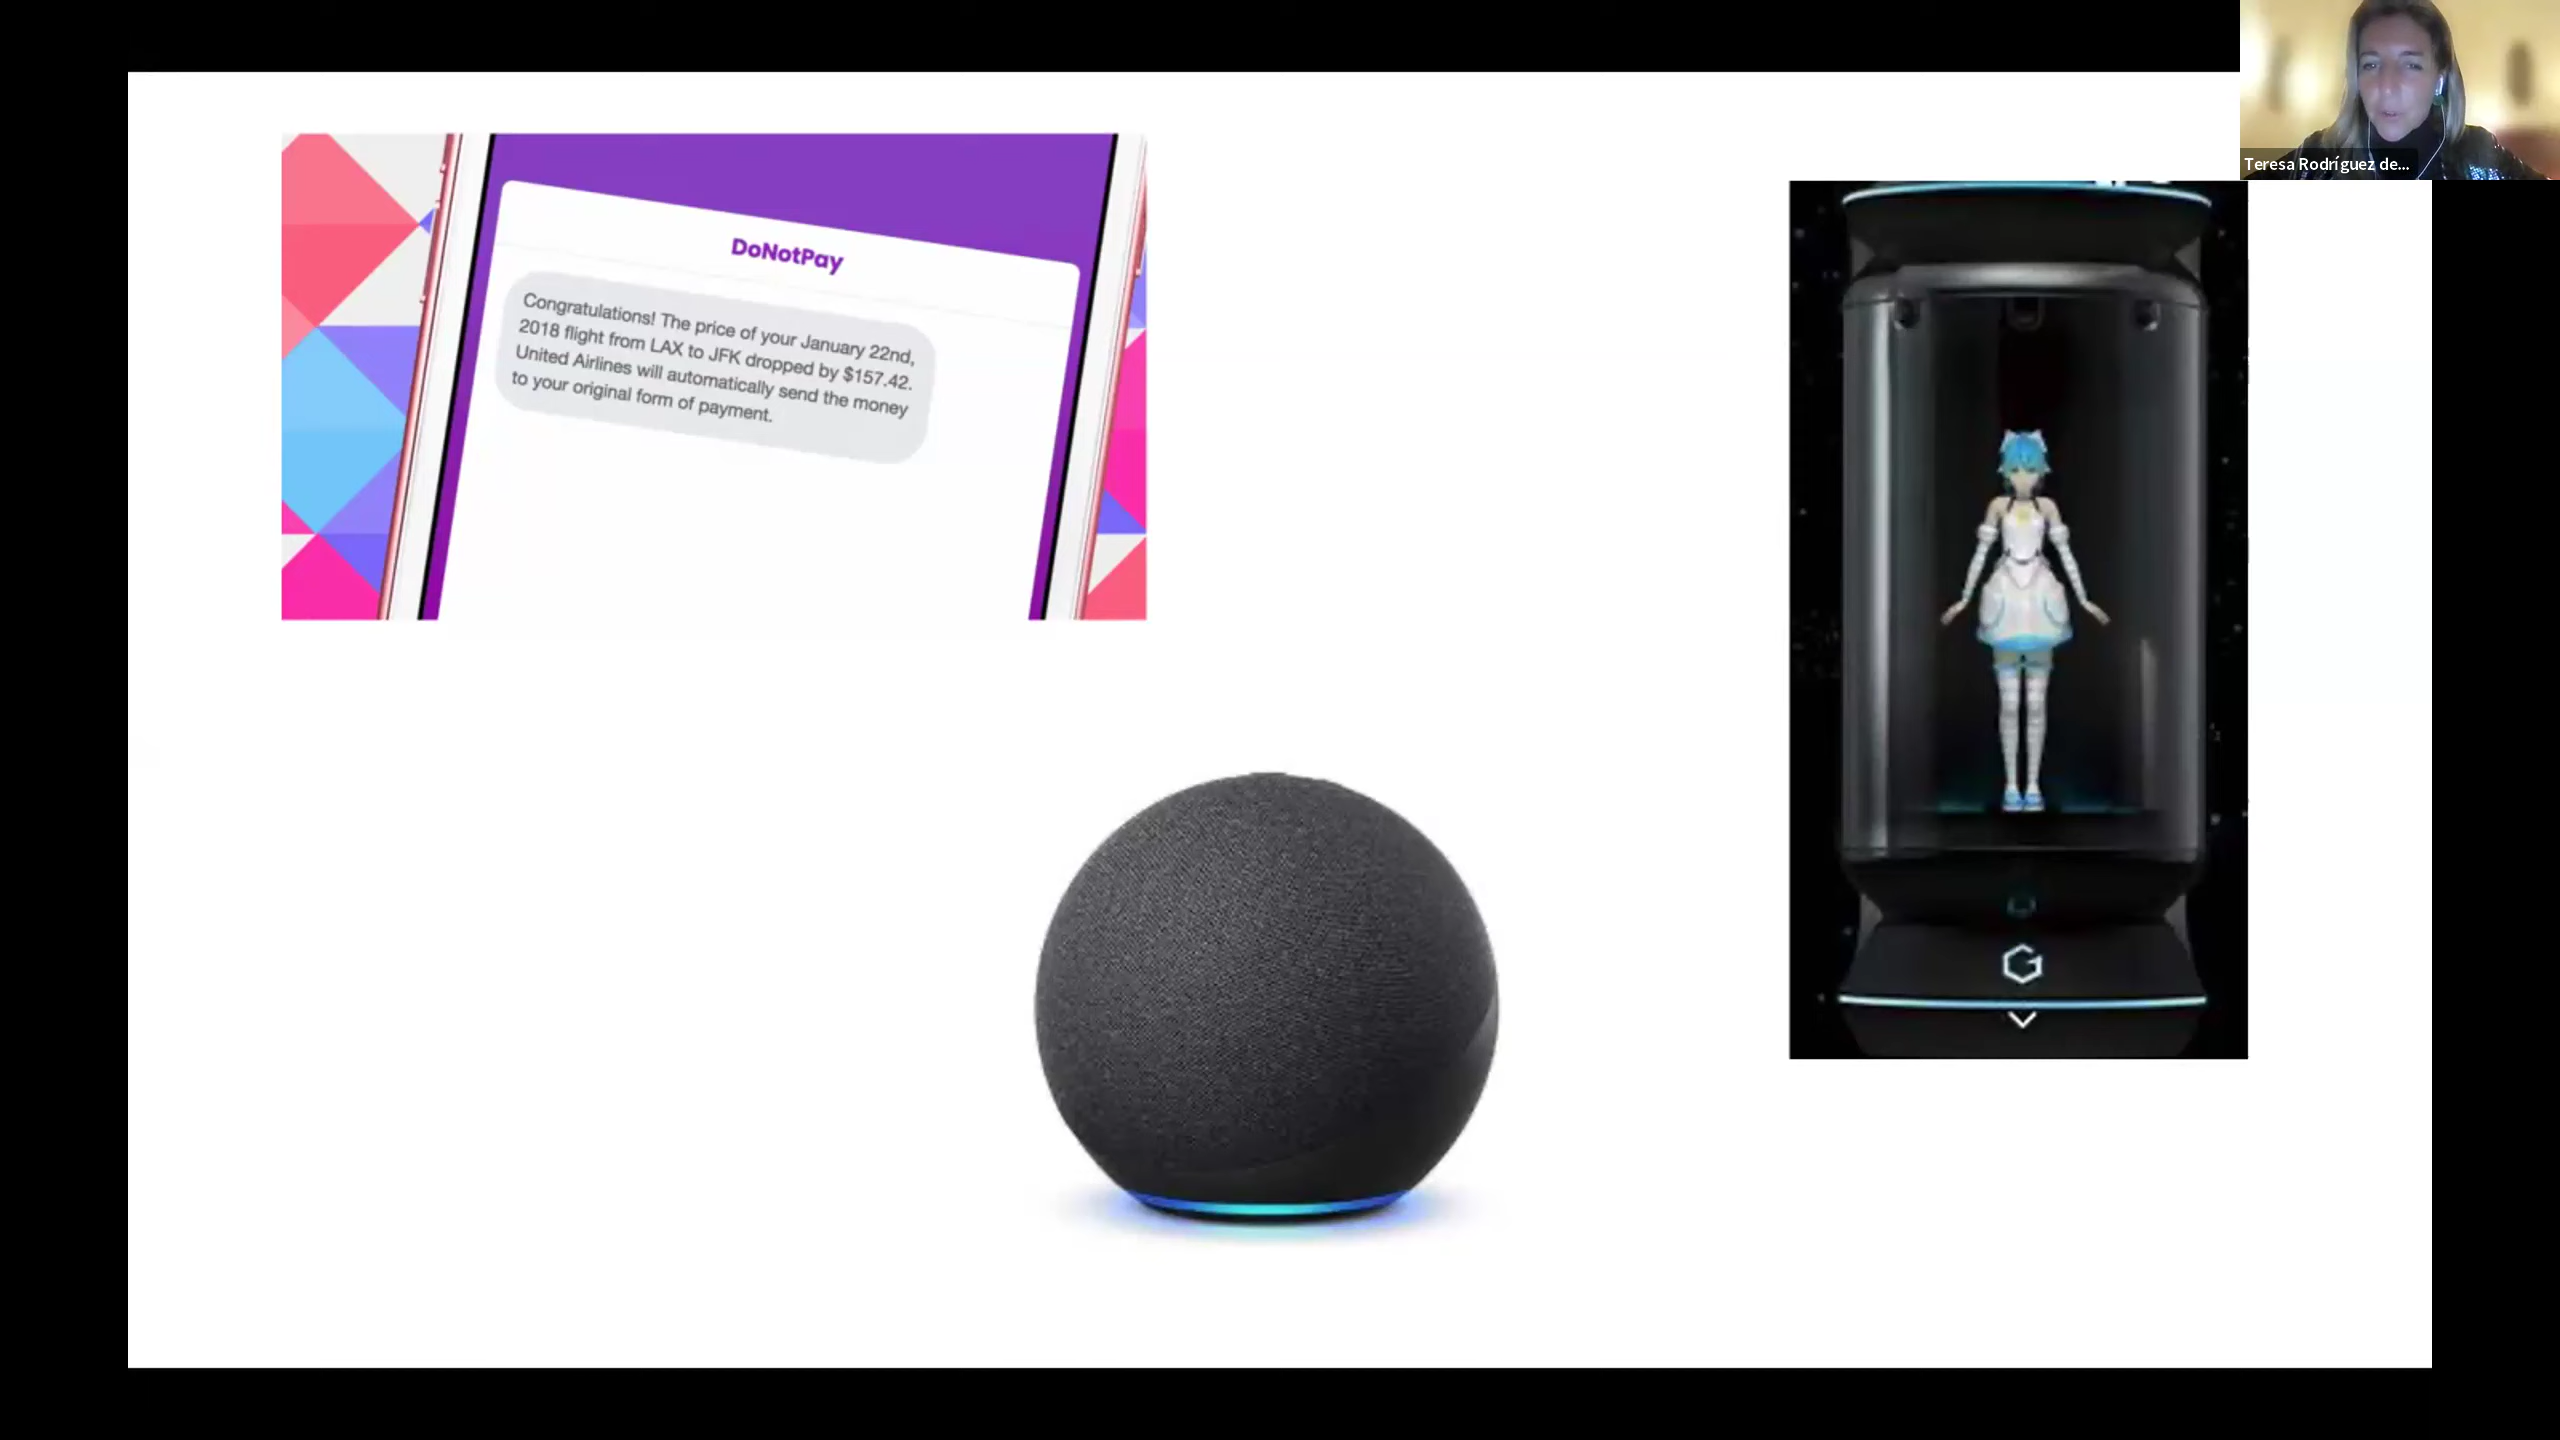 Teresa Rodríguez de...
DoNotPay
Congratulations! The price of your January 22nd,
2018 flight from LAX to JFK dropped by $157.42.
United Airlines will automatically send the money
to your original form of payment.
G